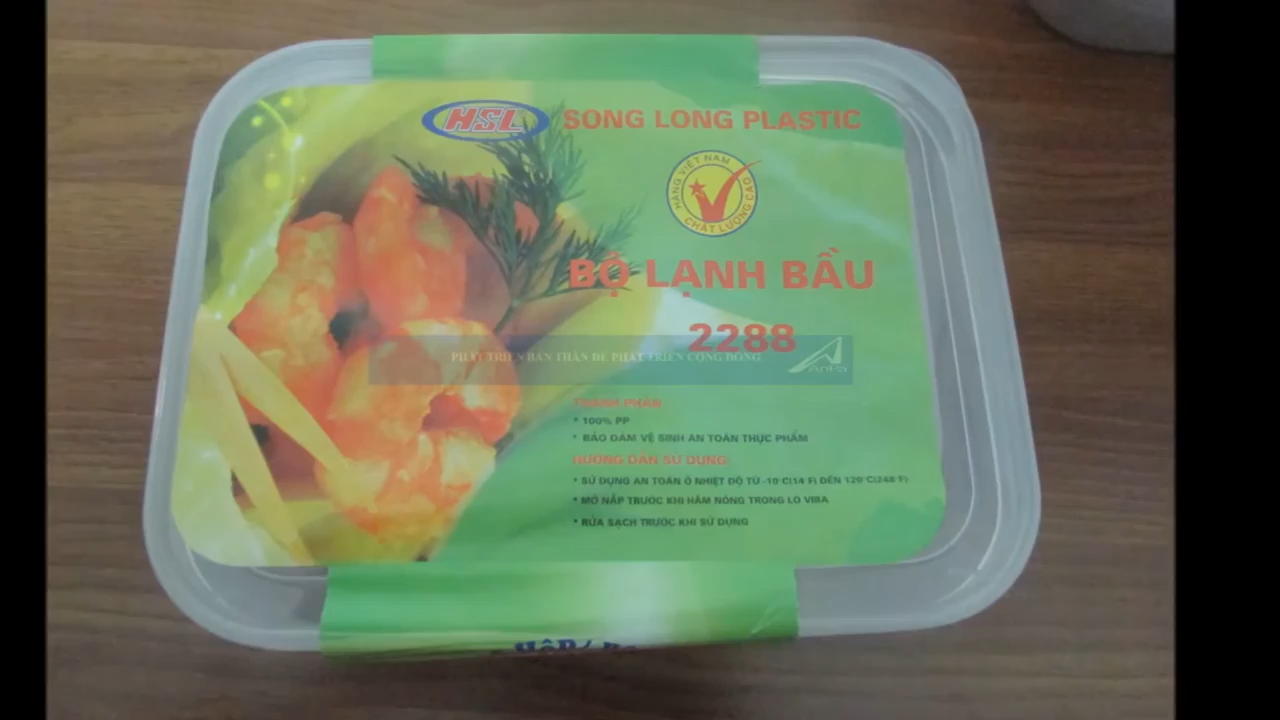 HSL SONG LONG PLASTIC
HÀNG VIỆT NAM
CHẤT LƯỢNG CAO
BỘ LẠNH BẦU
2288
PHÁT TRIỂN BẢN THÂN ĐỂ PHÁT TRIỂN CỘNG ĐỒNG
AnPa
THÀNH PHẦN
* 100% PP
* BẢO ĐẢM VỆ SINH AN TOÀN THỰC PHẨM
HƯỚNG DẪN SỬ DỤNG:
* SỬ DỤNG AN TOÀN Ở NHIỆT ĐỘ TỪ -10°C(14°F) ĐẾN 120°C(248°F)
* MỞ NẮP TRƯỚC KHI HÂM NÓNG TRONG LÒ VIBA
* RỬA SẠCH TRƯỚC KHI SỬ DỤNG